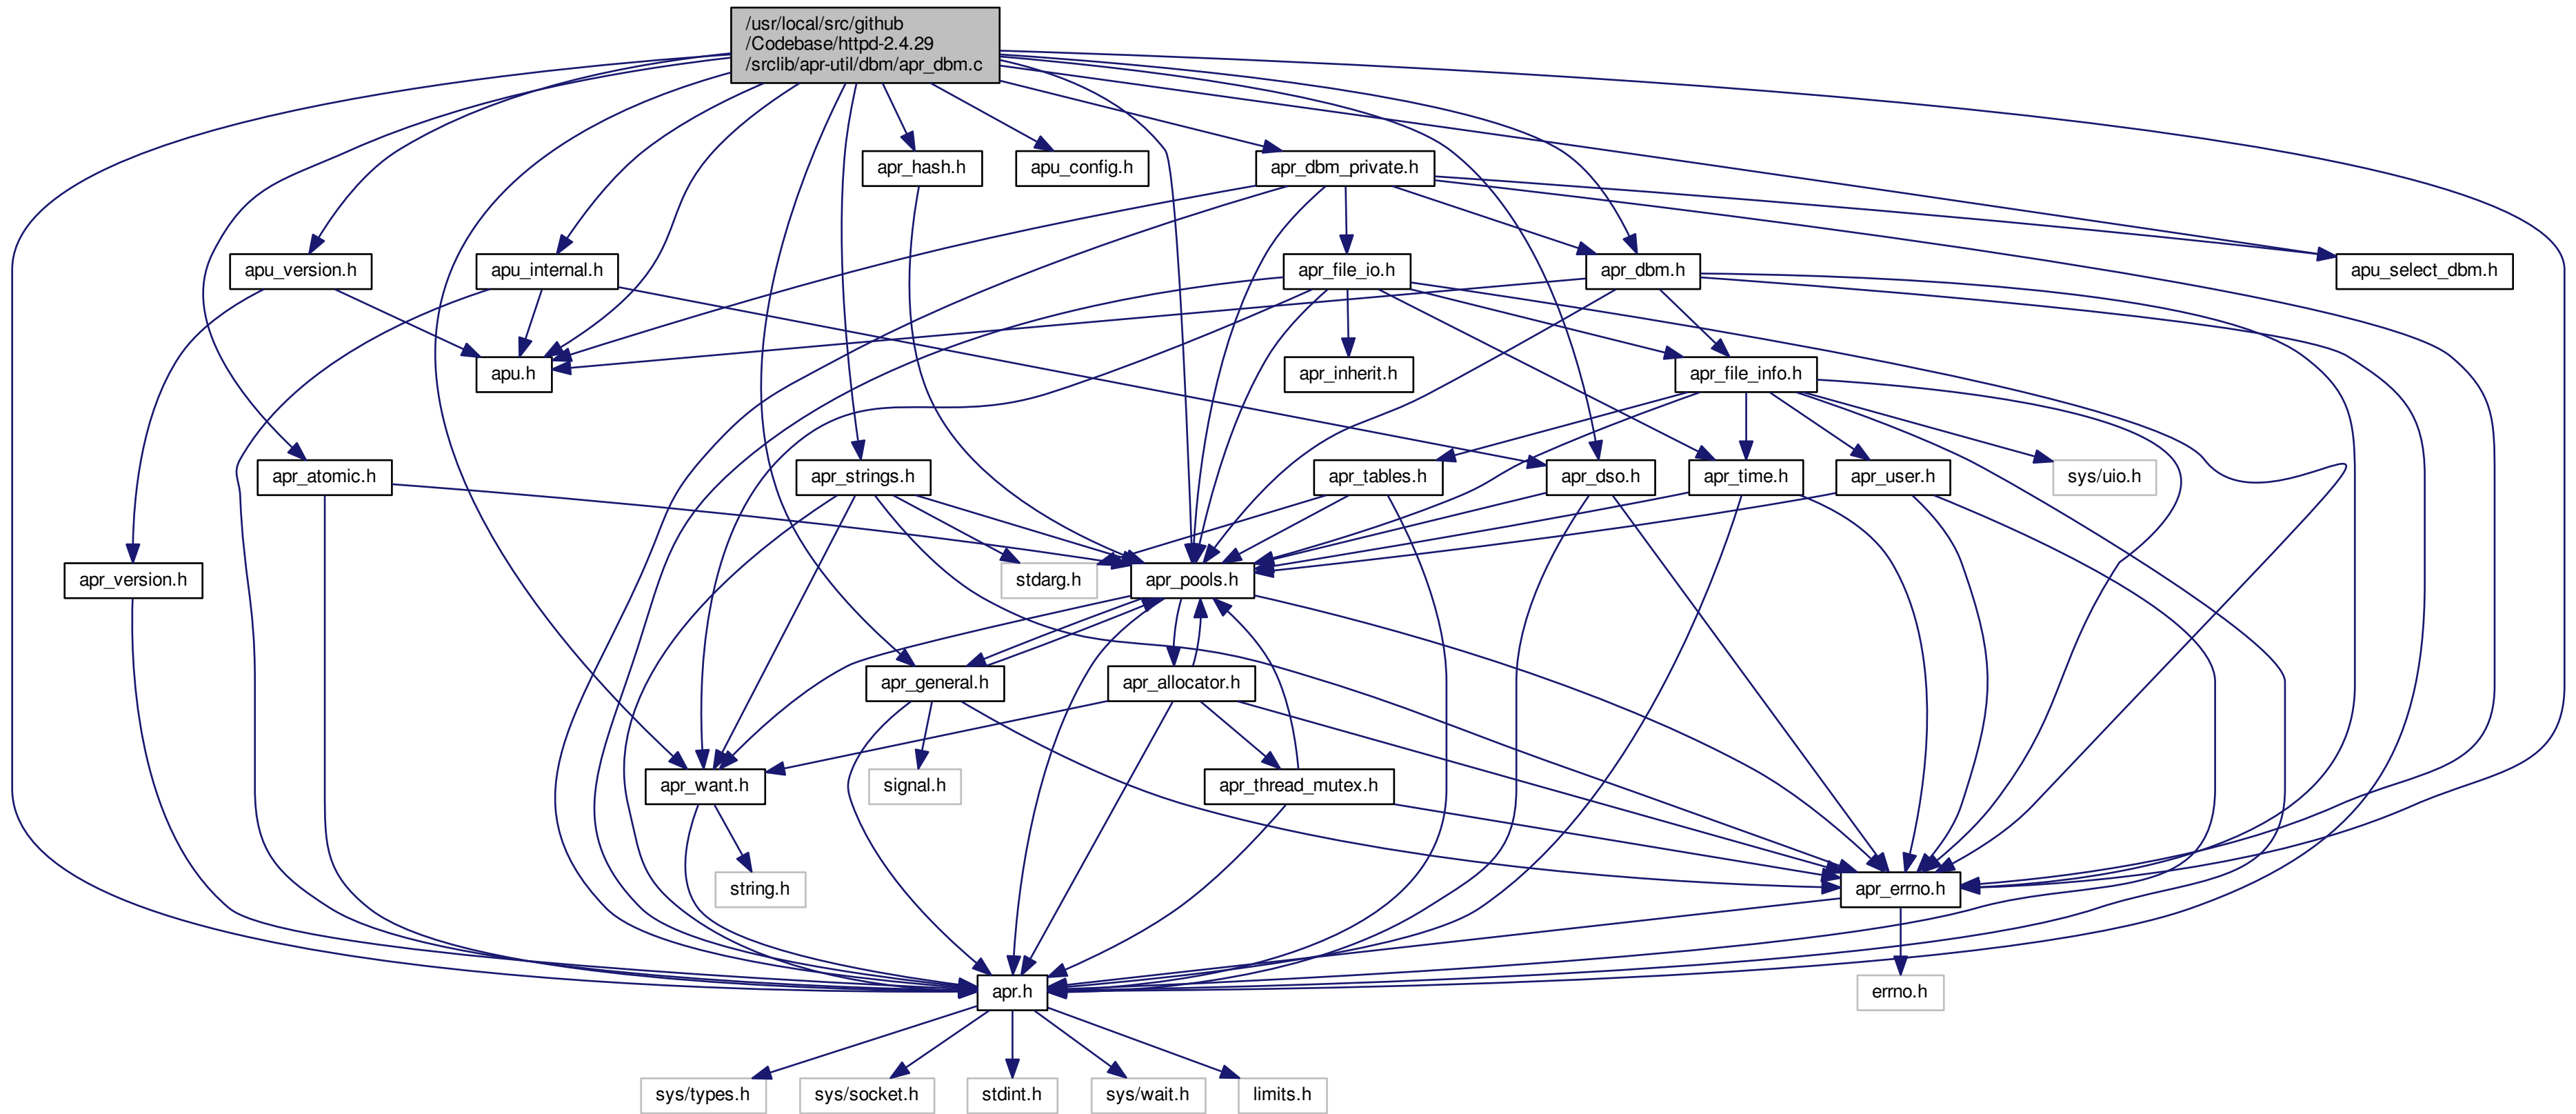 /usr/local/src/github
/Codebase/httpd-2.4.29
/srclib/apr-util/dbm/apr_dbm.c
apr_hash.h
apu_config.h
apr_dbm_private.h
apu_version.h
apu_internal.h
apr_file_io.h
apr_dbm.h
apu_select_dbm.h
apu.h
apr_inherit.h
apr_file_info.h
apr_atomic.h
apr_strings.h
apr_tables.h
apr_dso.h
apr_time.h
apr_user.h
sys/uio.h
apr_version.h
stdarg.h
apr_pools.h
apr_general.h
apr_allocator.h
apr_want.h
signal.h
apr_thread_mutex.h
string.h
apr_errno.h
apr.h
errno.h
sys/types.h
sys/socket.h
stdint.h
sys/wait.h
limits.h